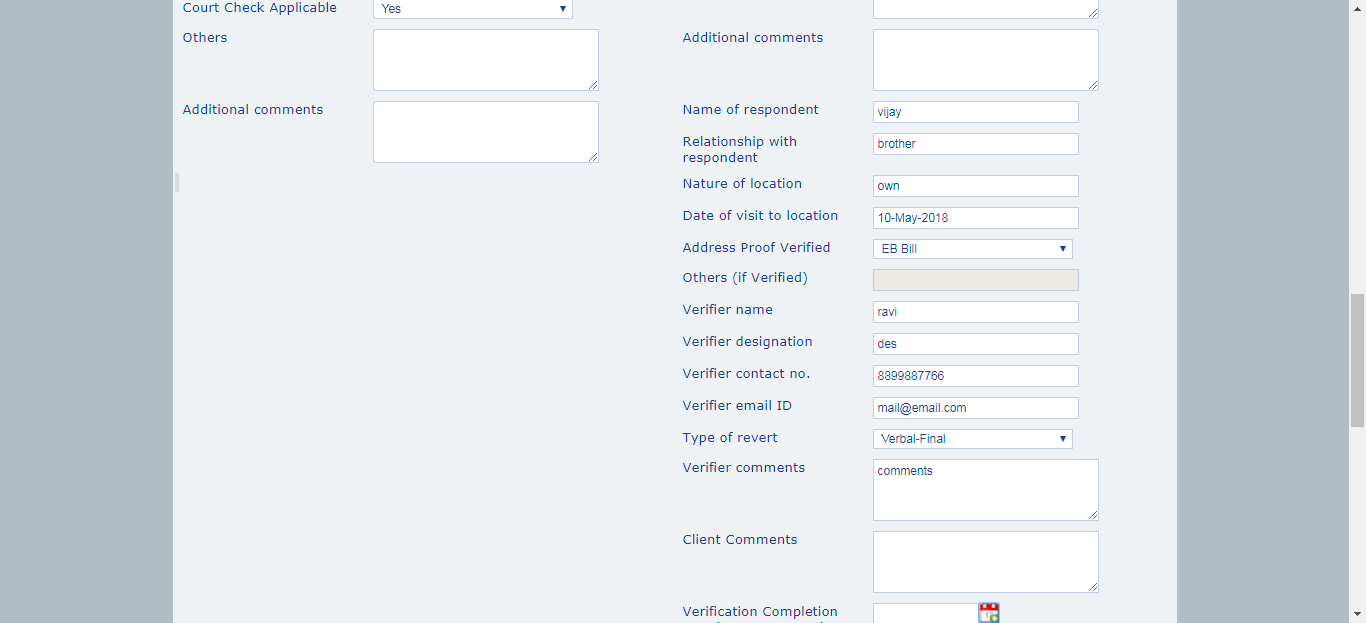 Court Check Applicable Yes
Others
Additional comments
Additional comments
Name of respondent vijay
Relationship with
respondent brother
Nature of location own
Date of visit to location 10-May-2018
Address Proof Verified EB Bill
Others (if Verified)
Verifier name ravi
Verifier designation des
Verifier contact no. 8899887766
Verifier email ID mail@email.com
Type of revert Verbal-Final
Verifier comments comments
Client Comments
Verification Completion